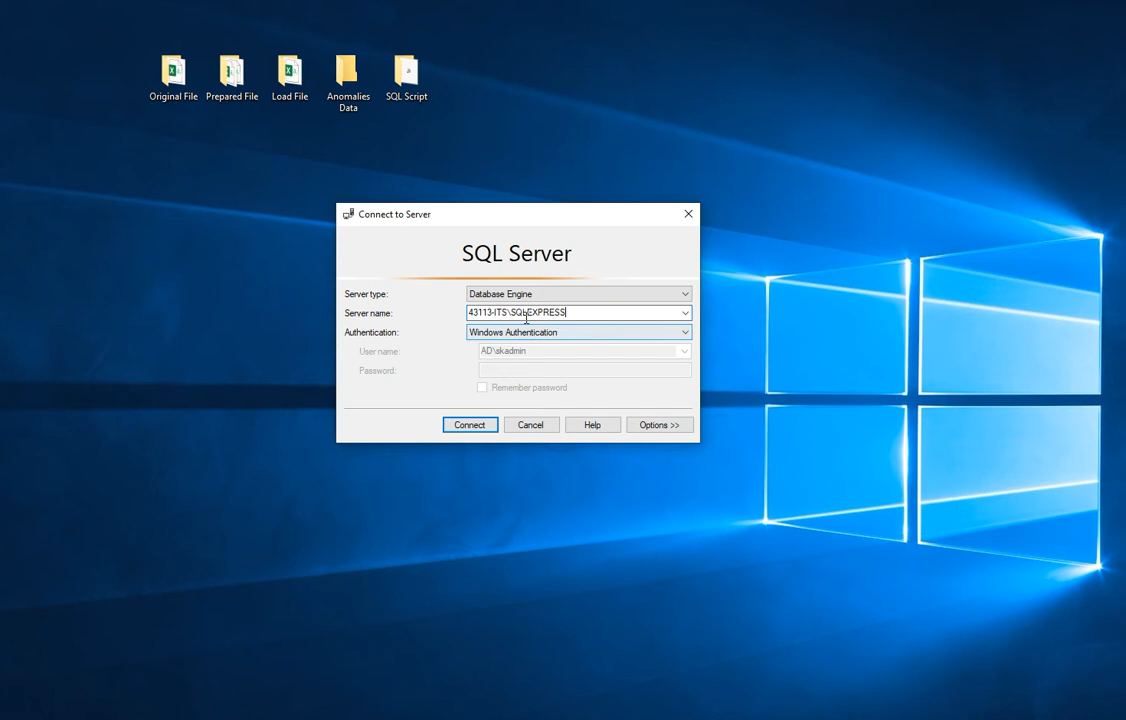 Original File
Prepared File
Load File
Anomalies
Data
SQL Script
Connect to Server
SQL Server
Server type:
Database Engine
Server name:
43113-ITS\SQLEXPRESS
Authentication:
Windows Authentication
User name:
AD\skadmin
Password:
Remember password
Connect
Cancel
Help
Options >>